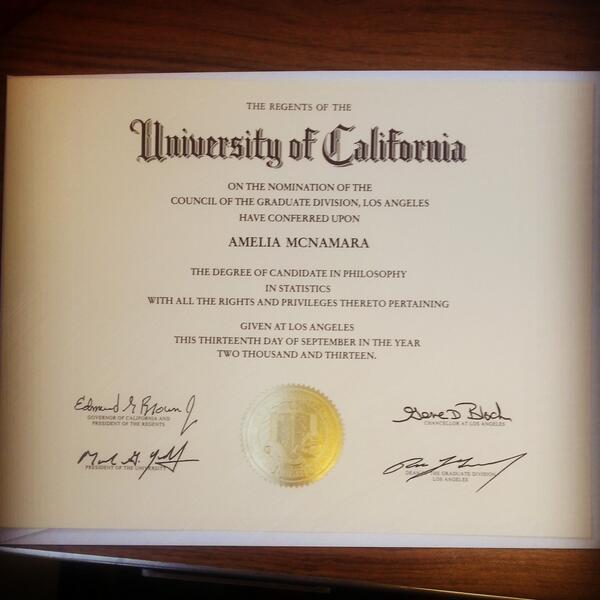 THE REGENTS OF THE
University of California
ON THE NOMINATION OF THE
COUNCIL OF THE GRADUATE DIVISION, LOS ANGELES
HAVE CONFERRED UPON
AMELIA MCNAMARA
THE DEGREE OF CANDIDATE IN PHILOSOPHY
IN STATISTICS
WITH ALL THE RIGHTS AND PRIVILEGES THERETO PERTAINING
GIVEN AT LOS ANGELES
THIS THIRTEENTH DAY OF SEPTEMBER IN THE YEAR
TWO THOUSAND AND THIRTEEN.
Edmund G Brown Jr
GOVERNOR OF CALIFORNIA AND
PRESIDENT OF THE REGENTS
Gene D Block
CHANCELLOR AT LOS ANGELES
Mark G. Yudof
PRESIDENT OF THE UNIVERSITY
DEAN OF THE GRADUATE DIVISION
LOS ANGELES